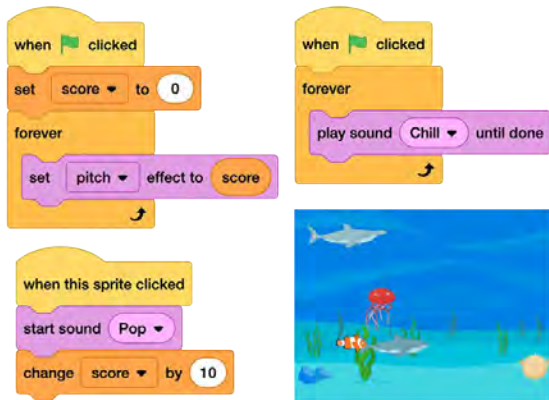 when clicked
set score to 0
forever
set pitch effect to score
when this sprite clicked
start sound Pop
change score by 10
when clicked
forever
play sound Chill until done